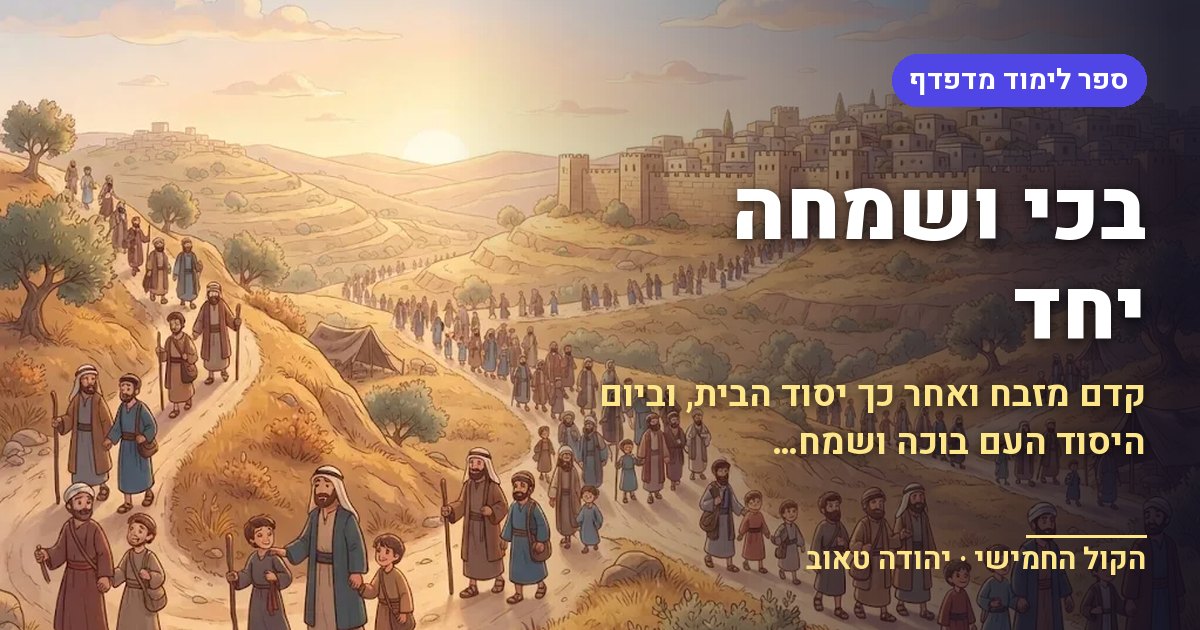 ספר לימוד מדפדף
בכי ושמחה
יחד
קדם מזבח ואחר כך יסוד הבית, וביום
היסוד העם בוכה ושמח...
הקול החמישי · יהודה טאוב